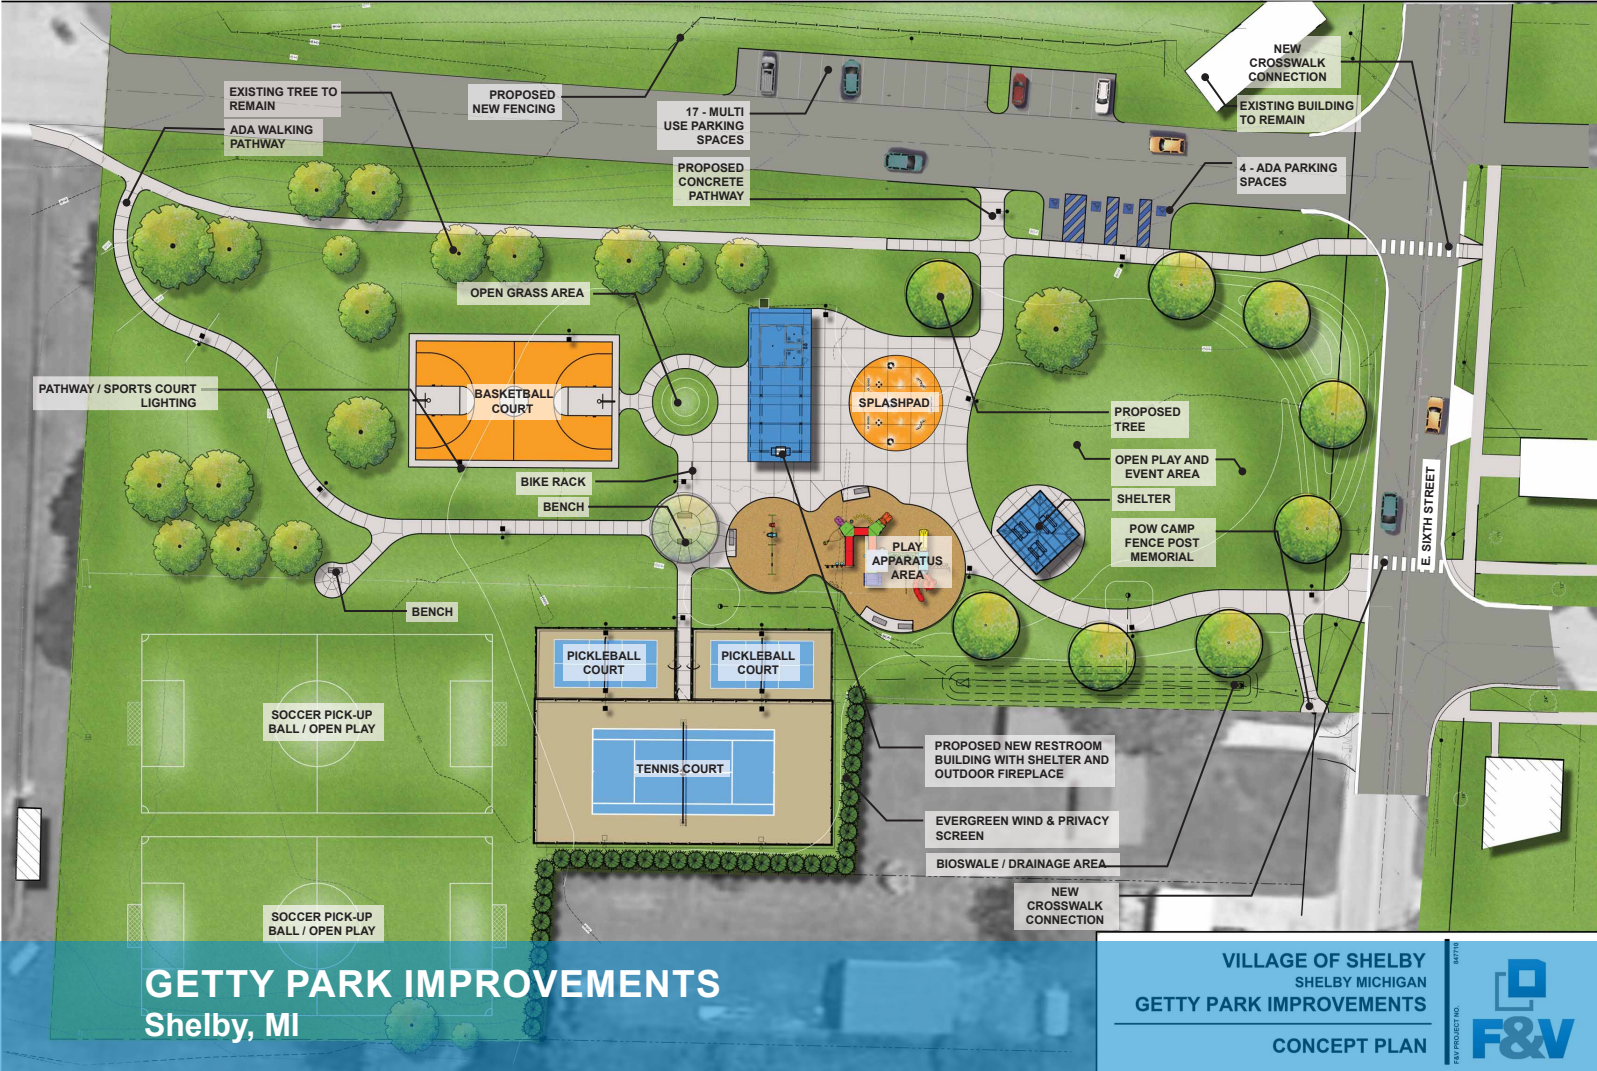 NEW
CROSSWALK
CONNECTION
EXISTING TREE TO
REMAIN
PROPOSED
NEW FENCING
17 - MULTI
USE PARKING
SPACES
EXISTING BUILDING
TO REMAIN
ADA WALKING
PATHWAY
PROPOSED
CONCRETE
PATHWAY
4 - ADA PARKING
SPACES
OPEN GRASS AREA
PATHWAY / SPORTS COURT
LIGHTING
BASKETBALL
COURT
SPLASHPAD
PROPOSED
TREE
OPEN PLAY AND
EVENT AREA
BIKE RACK
SHELTER
BENCH
POW CAMP
FENCE POST
MEMORIAL
E. SIXTH STREET
PLAY
APPARATUS
AREA
BENCH
PICKLEBALL
COURT
PICKLEBALL
COURT
SOCCER PICK-UP
BALL / OPEN PLAY
TENNIS COURT
PROPOSED NEW RESTROOM
BUILDING WITH SHELTER AND
OUTDOOR FIREPLACE
EVERGREEN WIND & PRIVACY
SCREEN
BIOSWALE / DRAINAGE AREA
NEW
CROSSWALK
CONNECTION
SOCCER PICK-UP
BALL / OPEN PLAY
GETTY PARK IMPROVEMENTS
Shelby, MI
VILLAGE OF SHELBY
SHELBY MICHIGAN
GETTY PARK IMPROVEMENTS
CONCEPT PLAN
F&V PROJECT NO.
847710
F&V